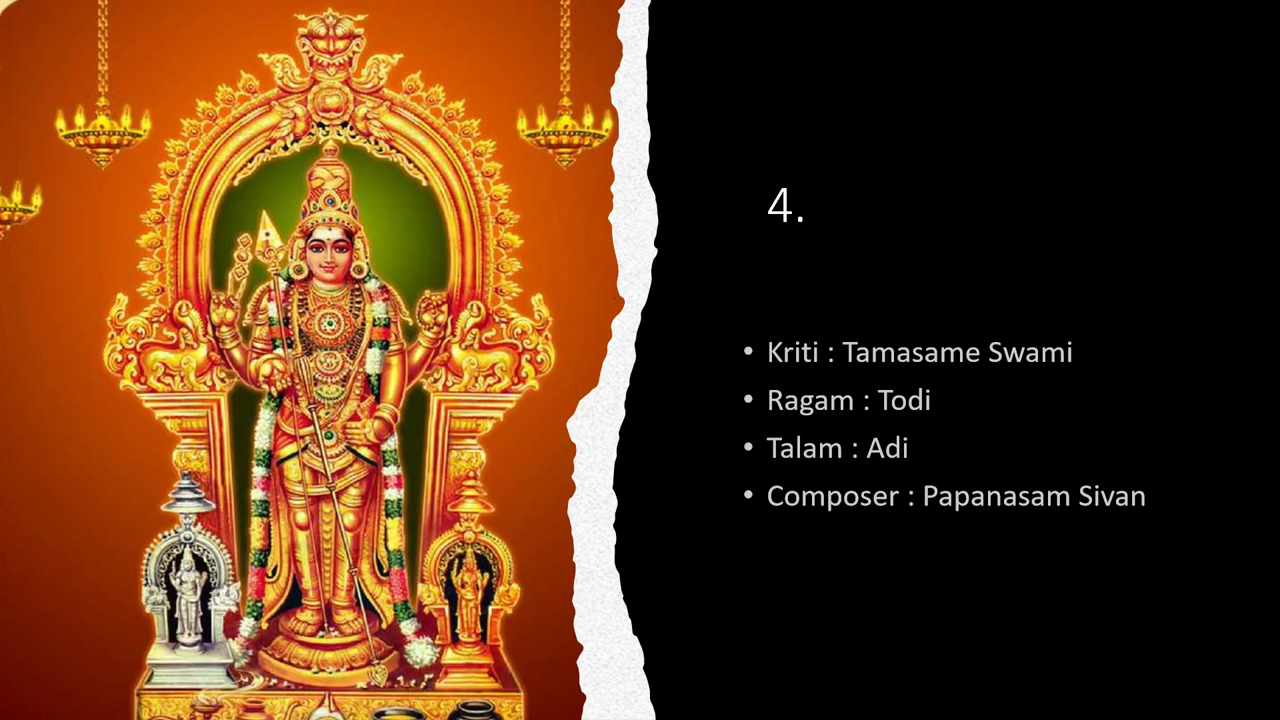 4.
• Kriti : Tamasame Swami
• Ragam : Todi
• Talam : Adi
• Composer : Papanasam Sivan